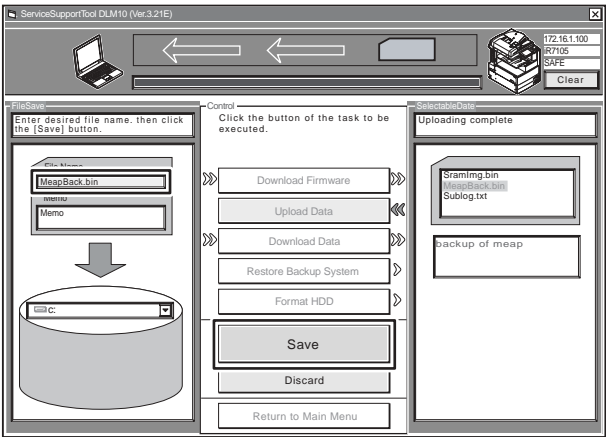 ServiceSupportTool DLM10 (Ver.3.21E)
172.16.1.100
iR7105
SAFE
Clear
FileSave
Enter desired file name. then click
the [Save] button.
File Name
MeapBack.bin
Memo
Memo
C:
Control
Click the button of the task to be
executed.
Download Firmware
Upload Data
Download Data
Restore Backup System
Format HDD
Save
Discard
Return to Main Menu
SelectableDate
Uploading complete
SramImg.bin
MeapBack.bin
Sublog.txt
backup of meap